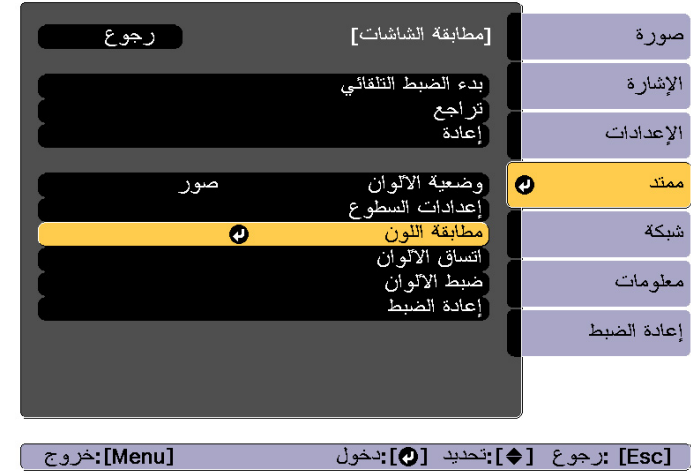 صورة
الإشارة
الإعدادات
ممتد
شبكة
معلومات
إعادة الضبط
[مطابقة الشاشات] رجوع
بدء الضبط التلقائي
تراجع
إعادة
وضعية الألوان صور
إعدادات السطوع
مطابقة اللون
اتساق الألوان
ضبط الألوان
إعادة الضبط
[Esc] :رجوع [◆]:تحديد [↵]:دخول [Menu]:خروج